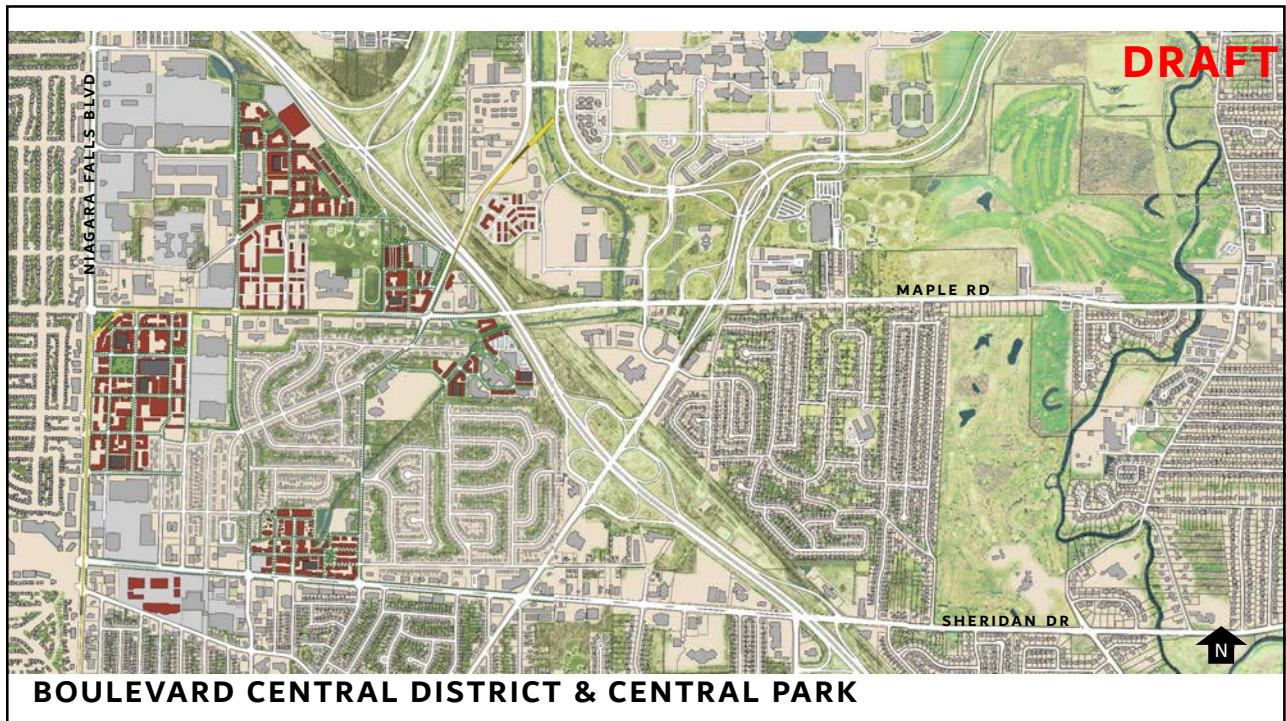 DRAFT
NIAGARA FALLS BLVD
MAPLE RD
SHERIDAN DR
N
BOULEVARD CENTRAL DISTRICT & CENTRAL PARK